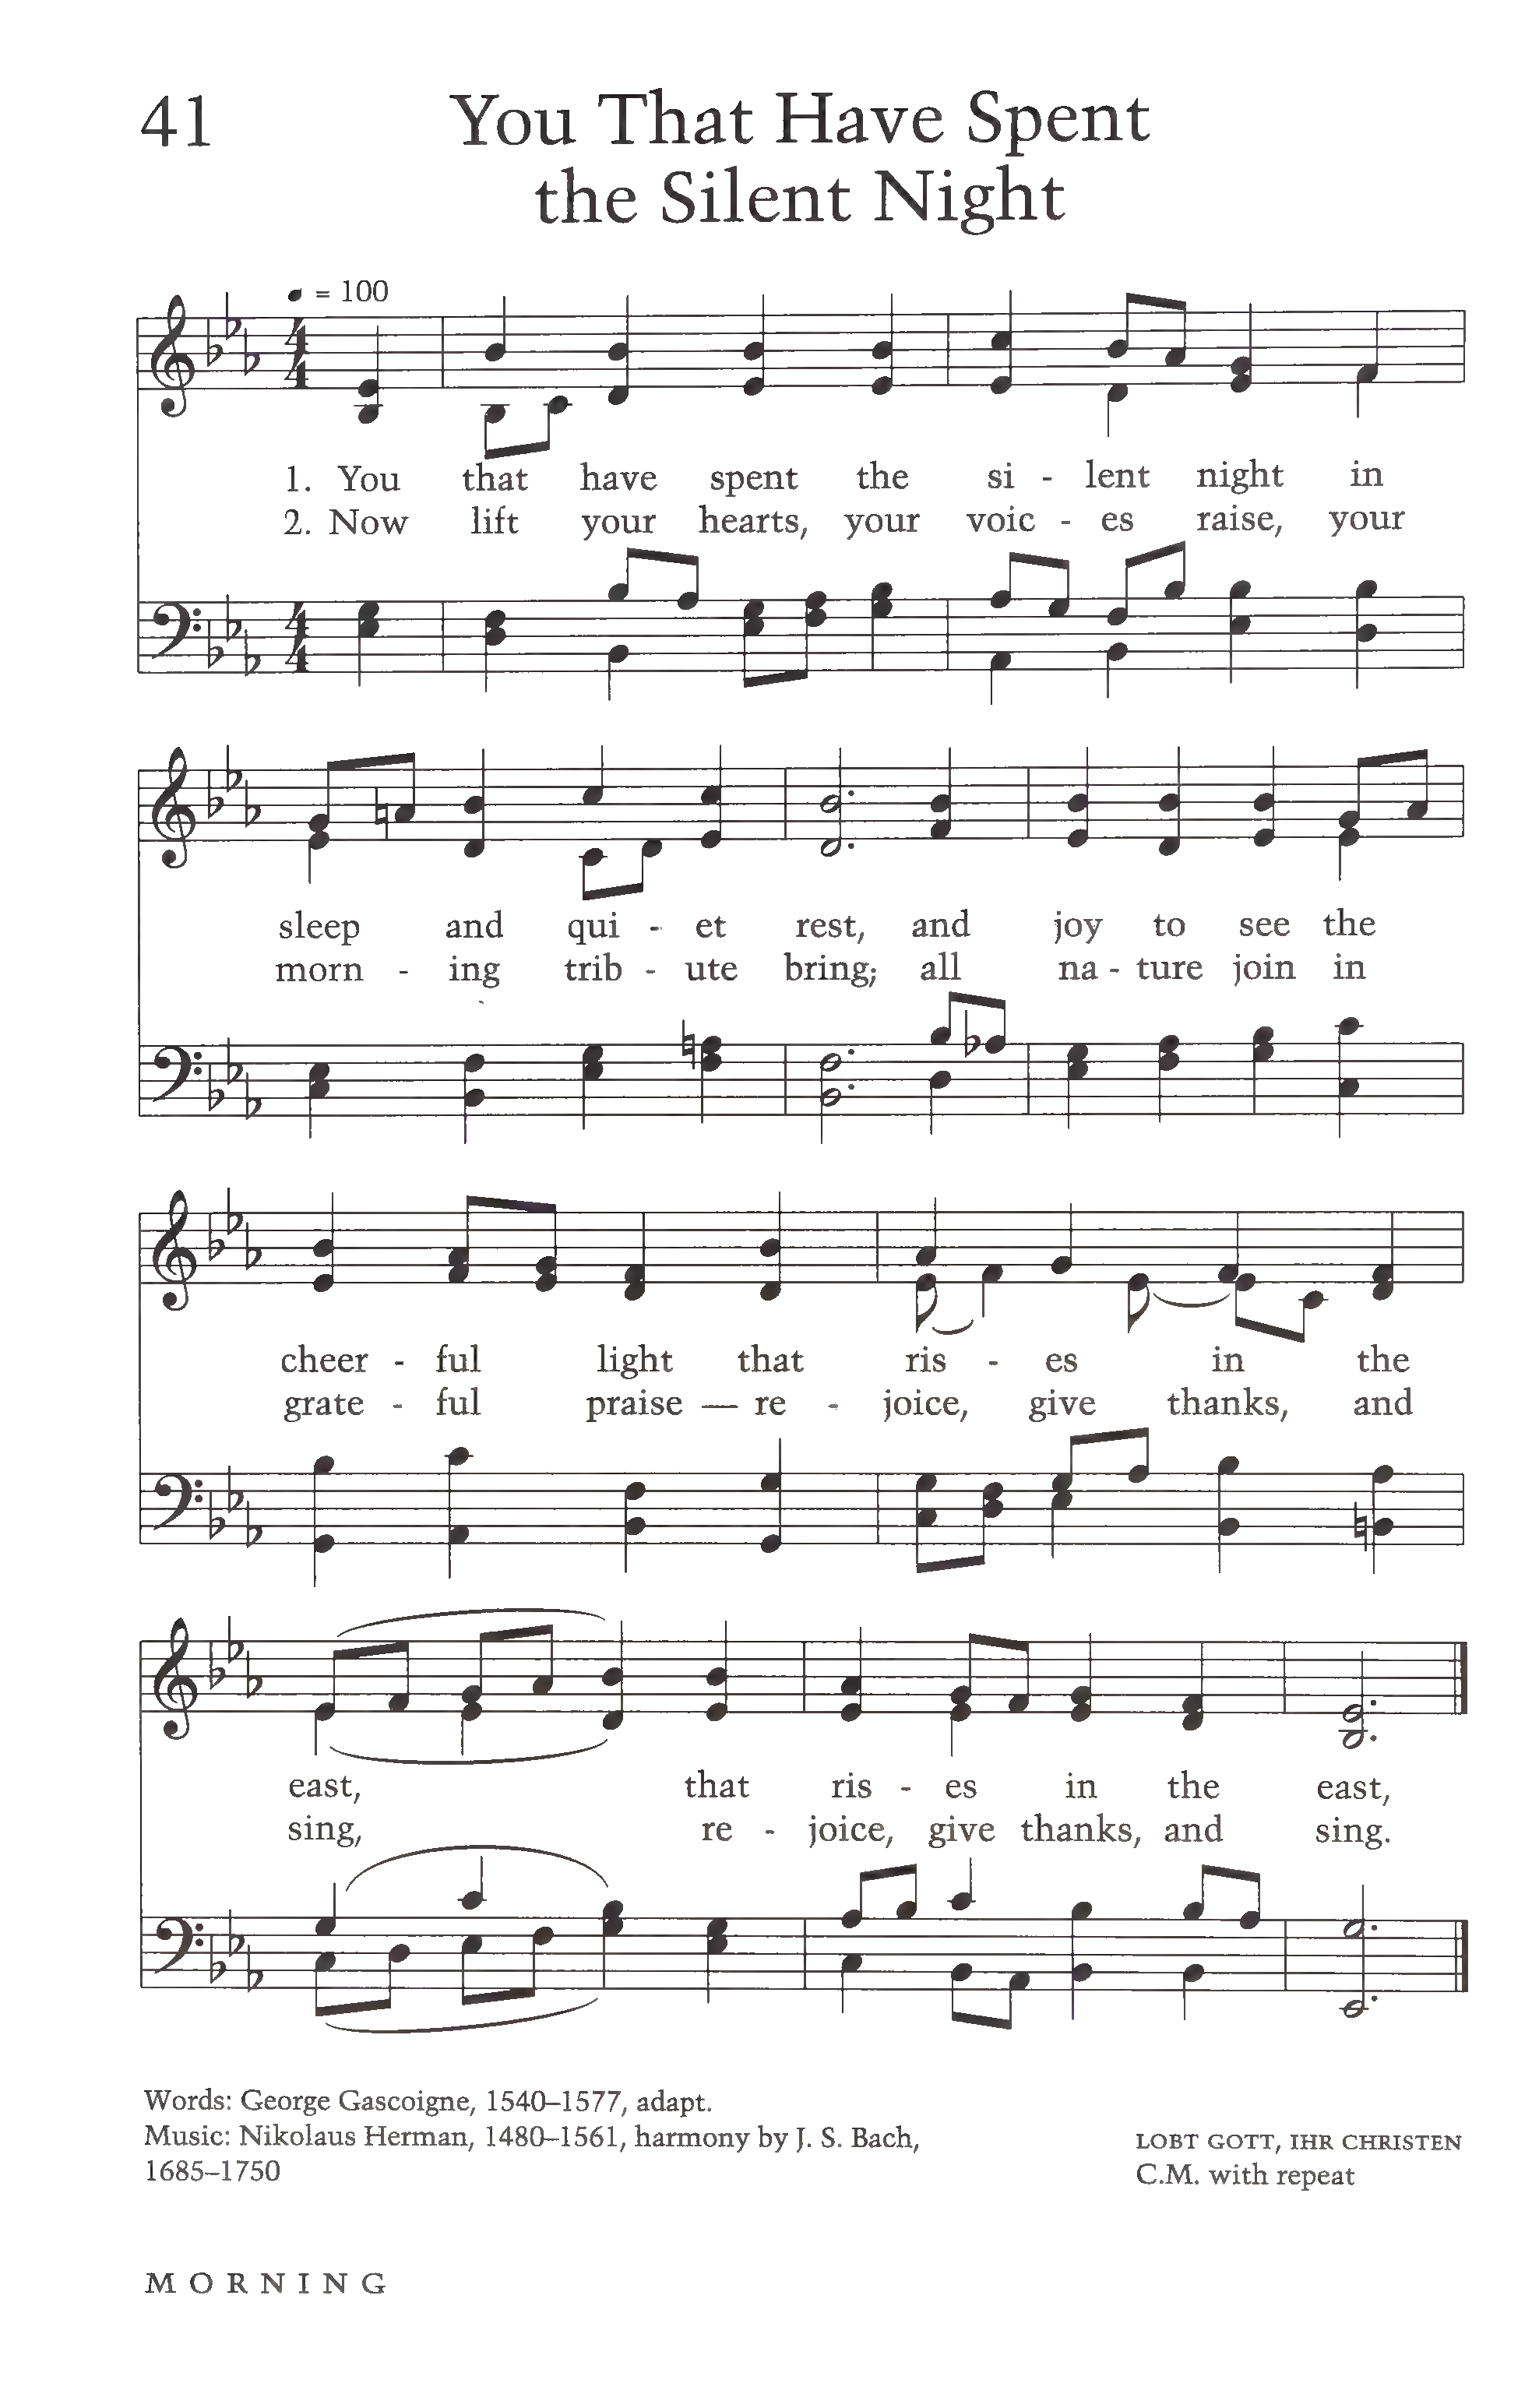 41
You That Have Spent
the Silent Night
= 100
1. You that have spent the si - lent night in
2. Now lift your hearts, your voic - es raise, your
sleep and qui - et rest, and joy to see the
morn - ing trib - ute bring; all na - ture join in
cheer - ful light that ris - es in the
grate - ful praise — re - joice, give thanks, and
east, that ris - es in the east,
sing, re - joice, give thanks, and sing.
Words: George Gascoigne, 1540–1577, adapt.
Music: Nikolaus Herman, 1480–1561, harmony by J. S. Bach,
1685–1750
LOBT GOTT, IHR CHRISTEN
C.M. with repeat
MORNING